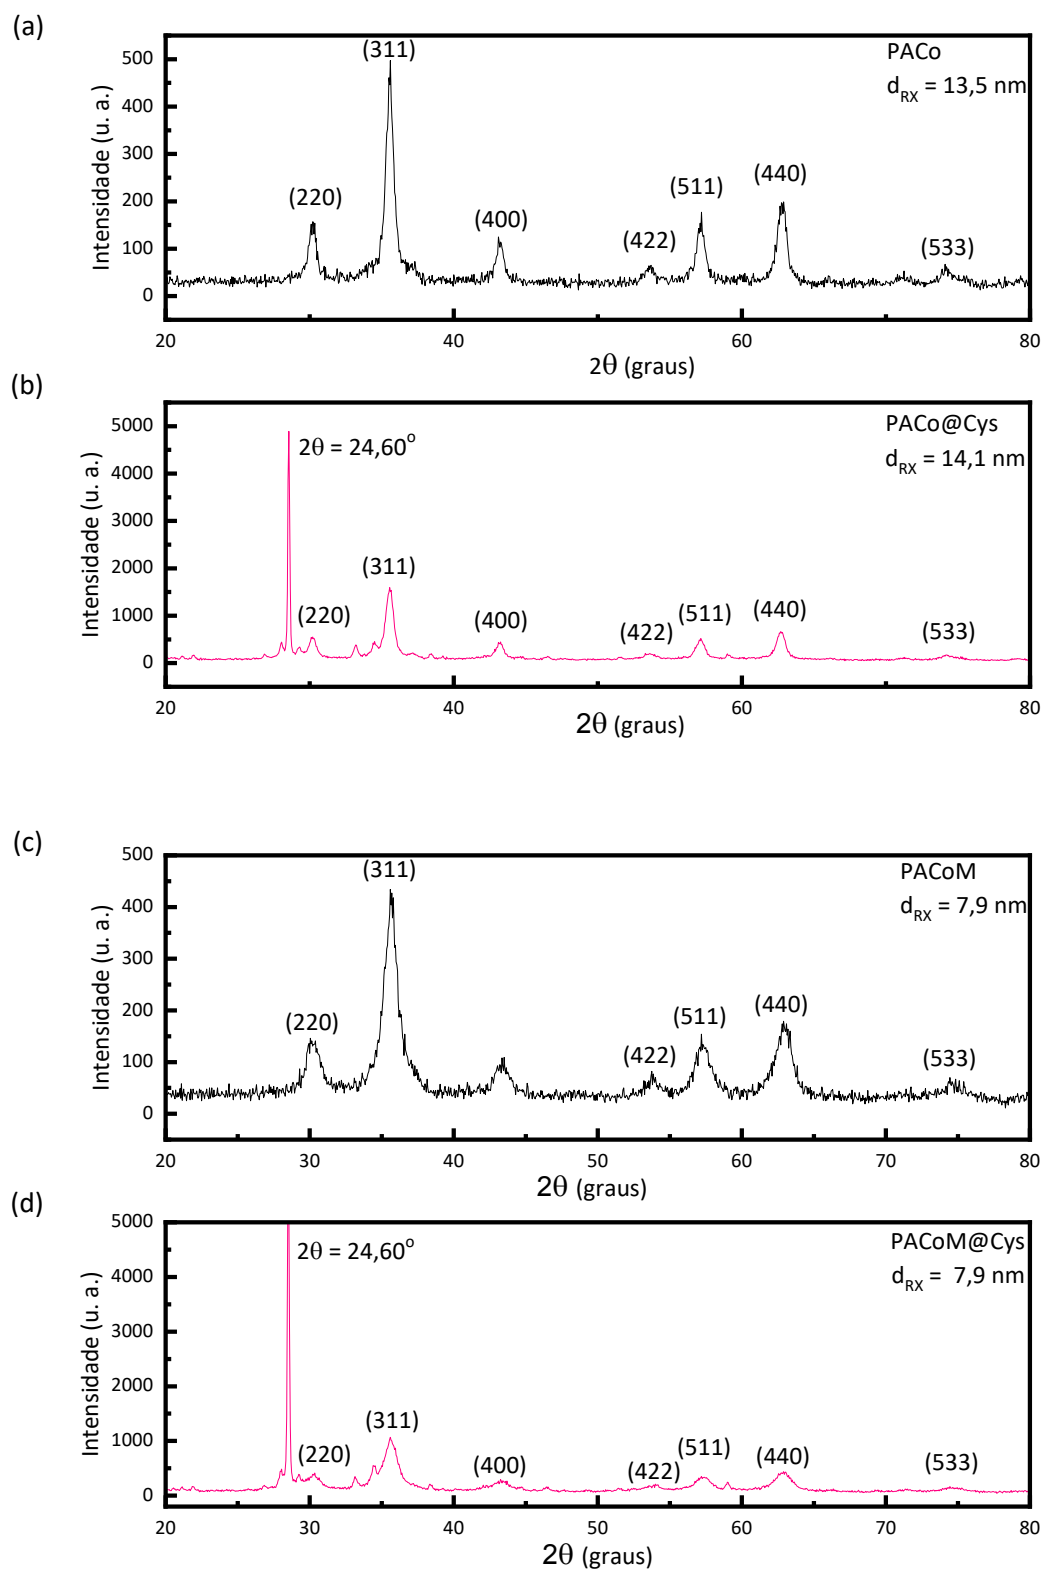 (a)
PACo
d_RX = 13,5 nm
(311)
(220)
(400)
(422)
(511)
(440)
(533)
Intensidade (u. a.)
500
400
300
200
100
0
20 40 60 80
2θ (graus)
(b)
PACo@Cys
d_RX = 14,1 nm
2θ = 24,60°
(311)
(220)
(400)
(422)
(511)
(440)
(533)
Intensidade (u. a.)
5000
4000
3000
2000
1000
0
20 40 60 80
2θ (graus)
(c)
PACoM
d_RX = 7,9 nm
(311)
(220)
(422)
(511)
(440)
(533)
Intensidade (u. a.)
500
400
300
200
100
0
20 30 40 50 60 70 80
2θ (graus)
(d)
PACoM@Cys
d_RX = 7,9 nm
2θ = 24,60°
(311)
(220)
(400)
(422)
(511)
(440)
(533)
Intensidade (u. a.)
5000
4000
3000
2000
1000
0
20 30 40 50 60 70 80
2θ (graus)